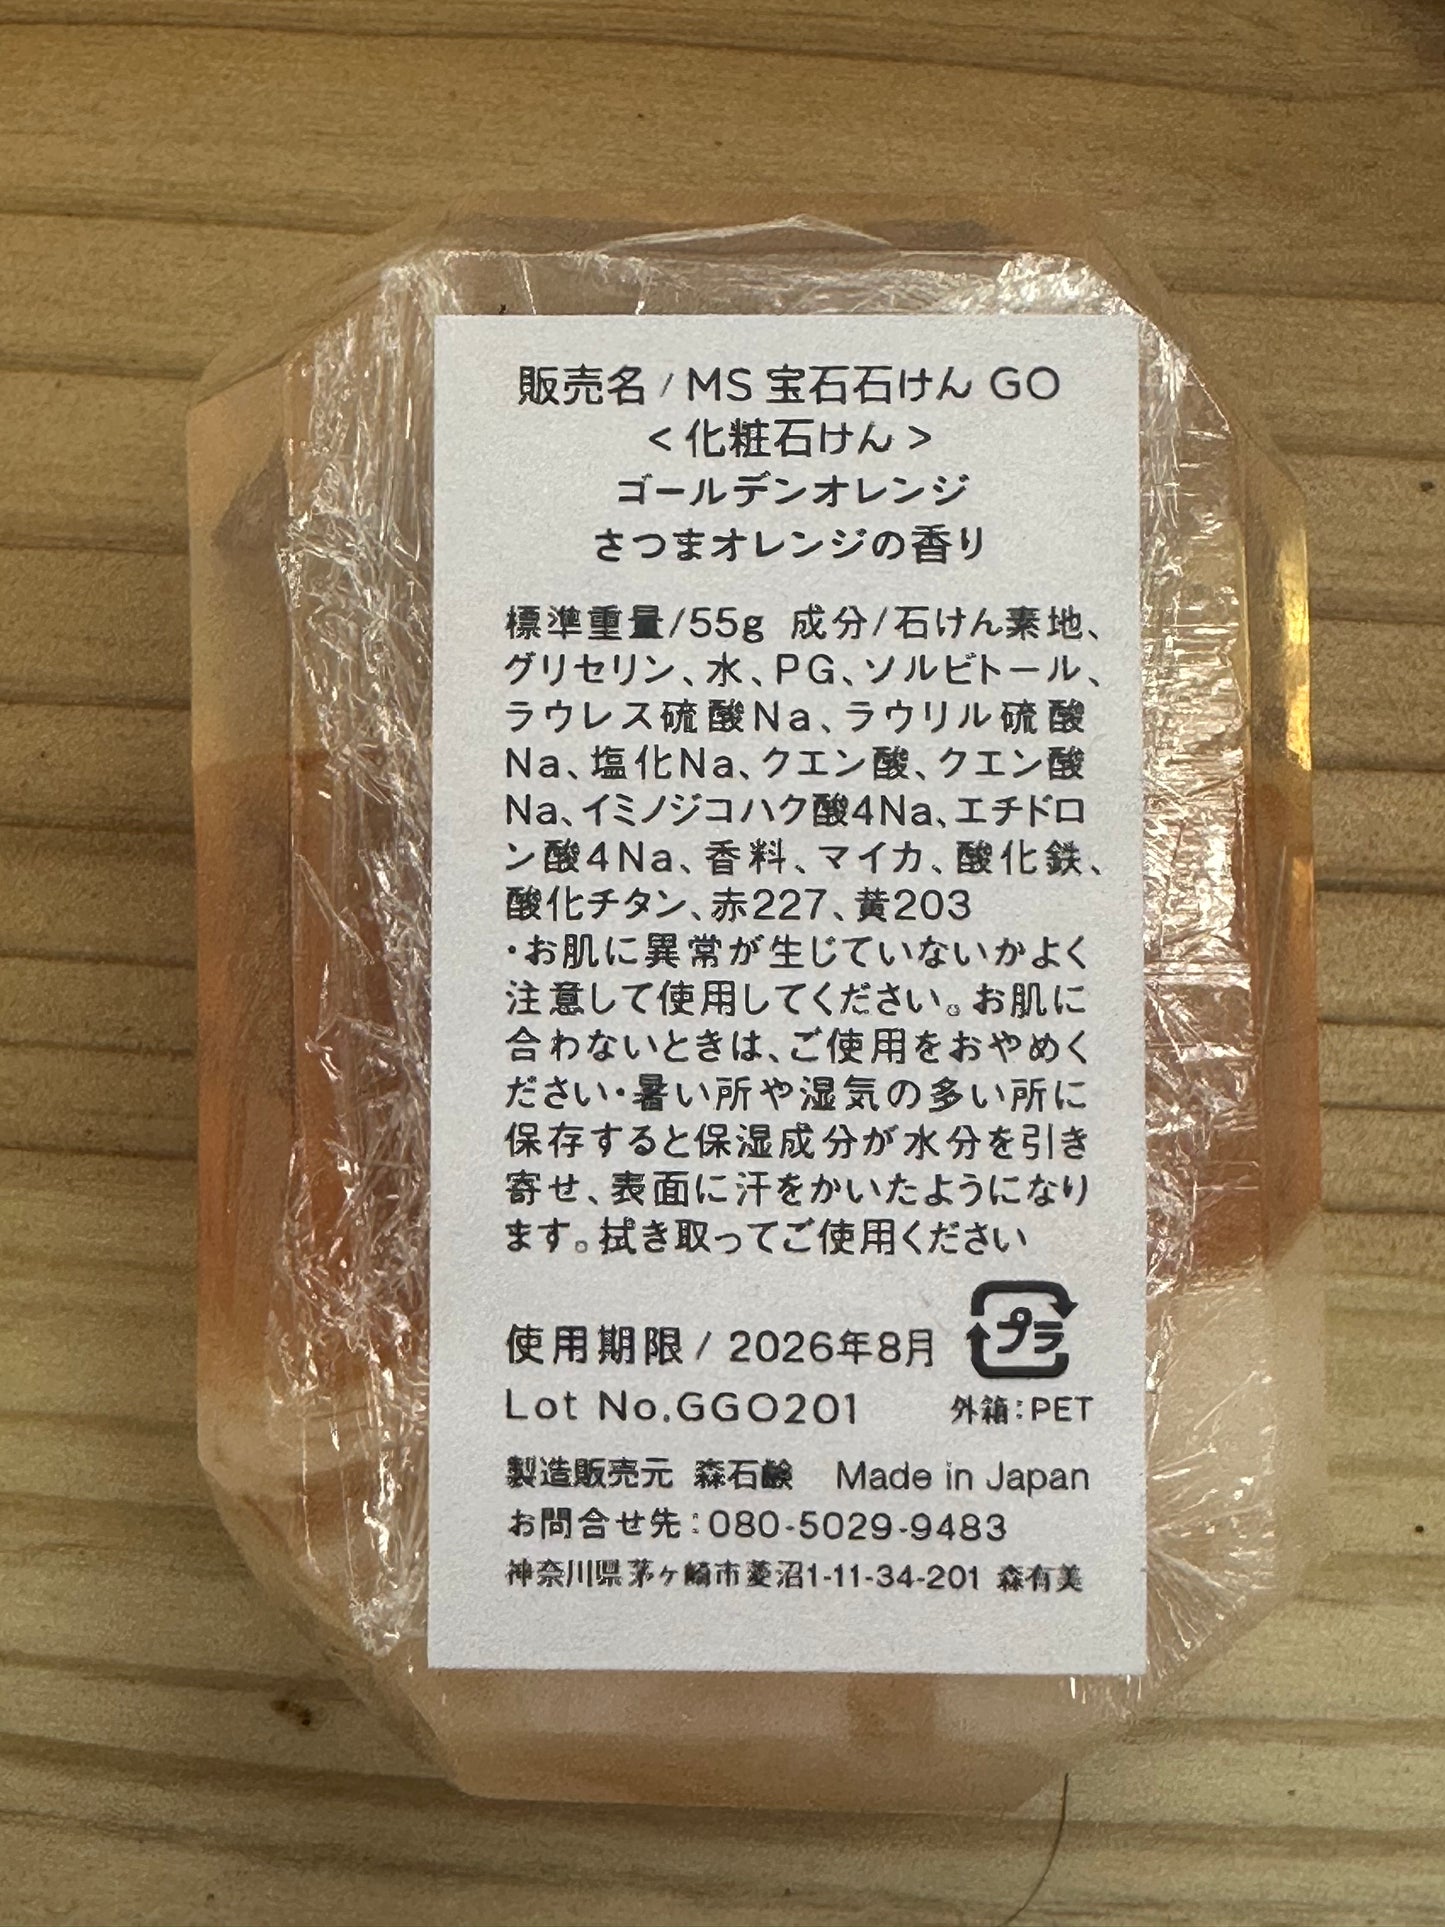 販売名 / MS 宝石石けん GO
< 化粧石けん >
ゴールデンオレンジ
さつまオレンジの香り
標準重量/55g 成分/石けん素地、
グリセリン、水、PG、ソルビトール、
ラウレス硫酸Na、ラウリル硫酸
Na、塩化Na、クエン酸、クエン酸
Na、イミノジコハク酸4Na、エチドロ
ン酸4Na、香料、マイカ、酸化鉄、
酸化チタン、赤227、黄203
・お肌に異常が生じていないかよく
注意して使用してください。お肌に
合わないときは、ご使用をおやめく
ださい・暑い所や湿気の多い所に
保存すると保湿成分が水分を引き
寄せ、表面に汗をかいたようになり
ます。拭き取ってご使用ください
プラ
使用期限 / 2026年8月
Lot No.GGO201 外箱:PET
製造販売元 森石鹸 Made in Japan
お問合せ先:080-5029-9483
神奈川県茅ヶ崎市菱沼1-11-34-201 森有美